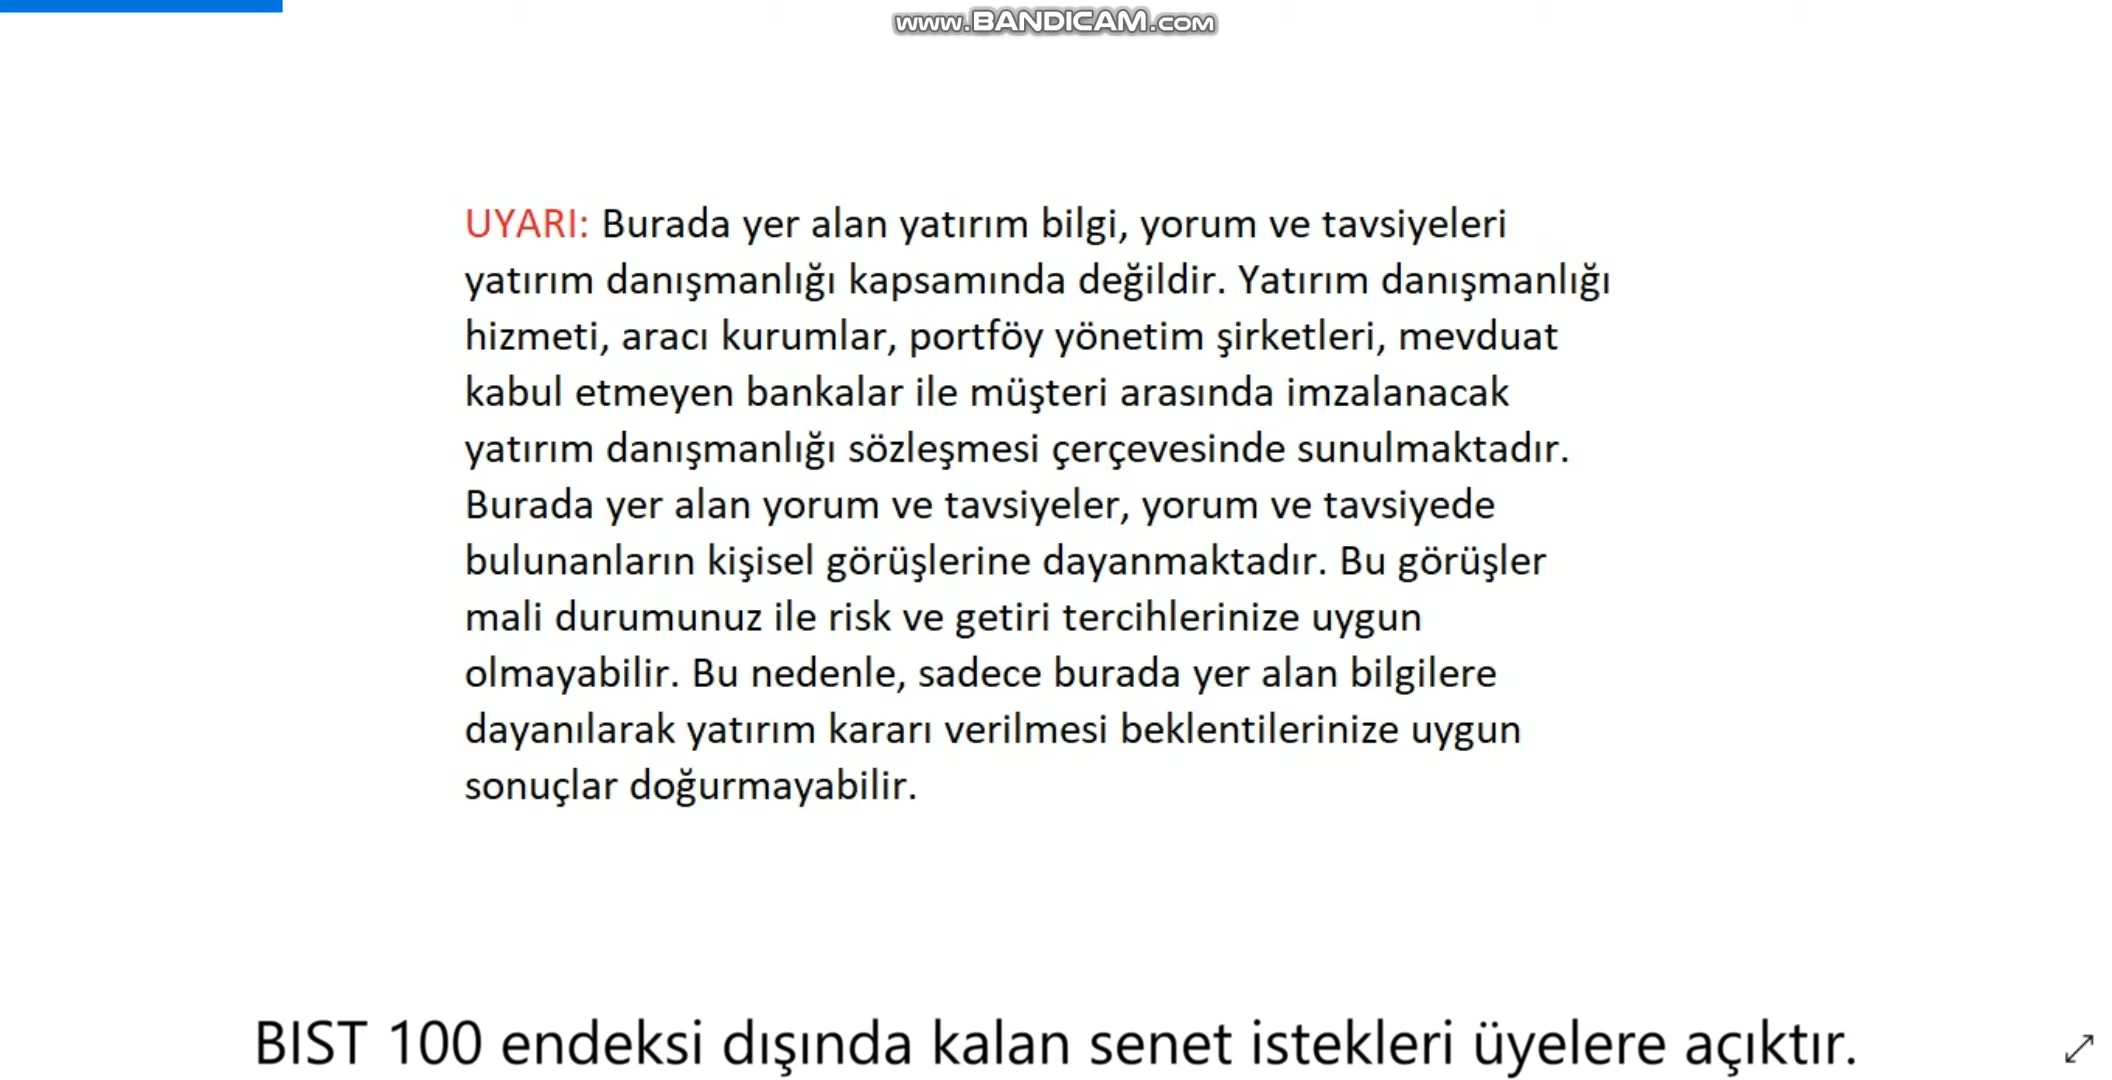 www.BANDICAM.com
UYARI: Burada yer alan yatırım bilgi, yorum ve tavsiyeleri
yatırım danışmanlığı kapsamında değildir. Yatırım danışmanlığı
hizmeti, aracı kurumlar, portföy yönetim şirketleri, mevduat
kabul etmeyen bankalar ile müşteri arasında imzalanacak
yatırım danışmanlığı sözleşmesi çerçevesinde sunulmaktadır.
Burada yer alan yorum ve tavsiyeler, yorum ve tavsiyede
bulunanların kişisel görüşlerine dayanmaktadır. Bu görüşler
mali durumunuz ile risk ve getiri tercihlerinize uygun
olmayabilir. Bu nedenle, sadece burada yer alan bilgilere
dayanılarak yatırım kararı verilmesi beklentilerinize uygun
sonuçlar doğurmayabilir.
BIST 100 endeksi dışında kalan senet istekleri üyelere açıktır.